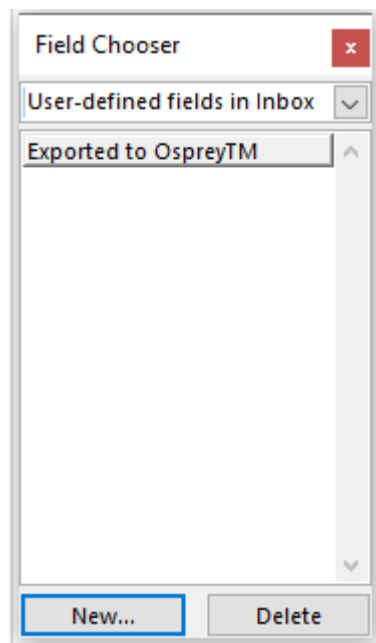 Field Chooser
x
User-defined fields in Inbox
Exported to OspreyTM
New...
Delete